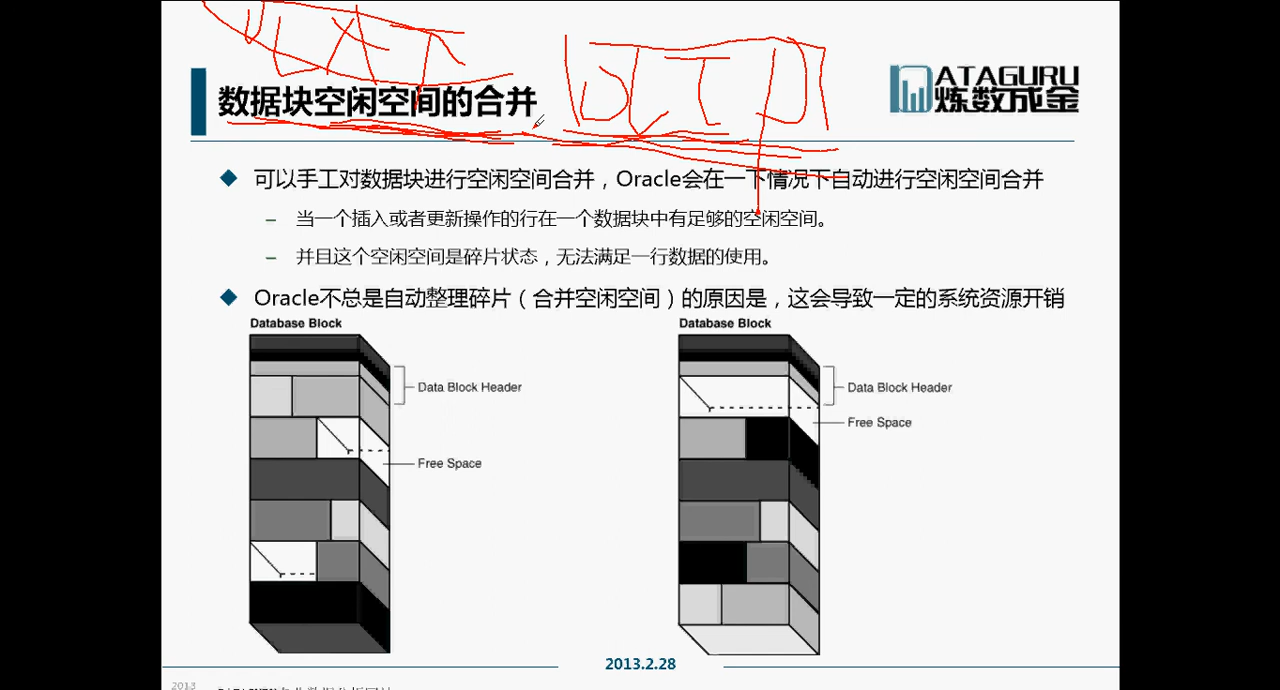 ATAGURU
炼数成金
数据块空闲空间的合并
可以手工对数据块进行空闲空间合并，Oracle会在一下情况下自动进行空闲空间合并
– 当一个插入或者更新操作的行在一个数据块中有足够的空闲空间。
– 并且这个空闲空间是碎片状态，无法满足一行数据的使用。
Oracle不总是自动整理碎片（合并空闲空间）的原因是，这会导致一定的系统资源开销
Database Block
Data Block Header
Free Space
Database Block
Data Block Header
Free Space
2013.2.28
2013